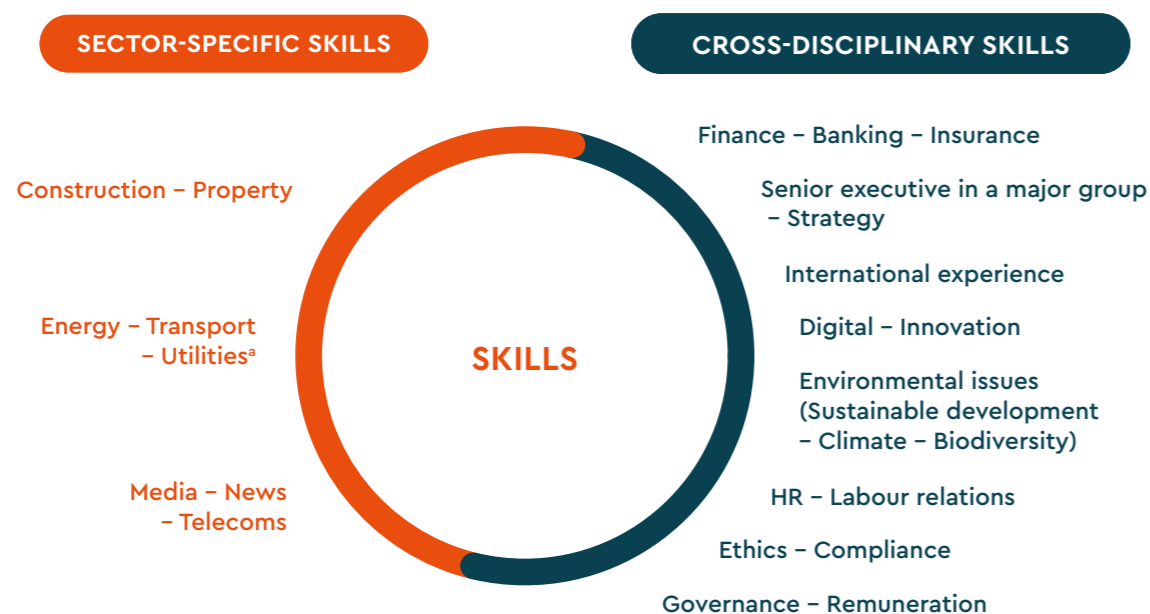 SECTOR-SPECIFIC SKILLS
Construction – Property
Energy – Transport
– Utilitiesª
Media – News
– Telecoms
SKILLS
CROSS-DISCIPLINARY SKILLS
Finance – Banking – Insurance
Senior executive in a major group
– Strategy
International experience
Digital – Innovation
Environmental issues
(Sustainable development
– Climate – Biodiversity)
HR – Labour relations
Ethics – Compliance
Governance – Remuneration